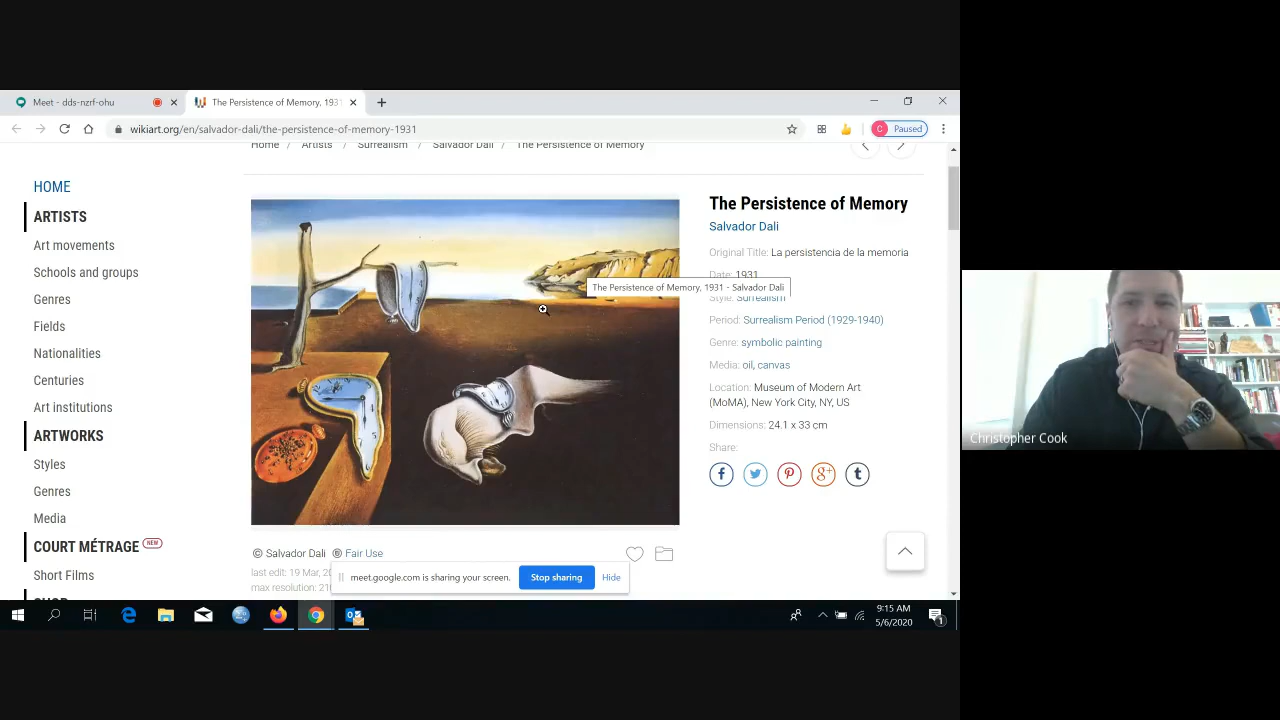 Meet - dds-nzrf-ohu
The Persistence of Memory, 1931
wikiart.org/en/salvador-dali/the-persistence-of-memory-1931
C Paused
Home / Artists / Surrealism / Salvador Dali / The Persistence of Memory
HOME
ARTISTS
Art movements
Schools and groups
Genres
Fields
Nationalities
Centuries
Art institutions
ARTWORKS
Styles
Genres
Media
COURT MÉTRAGE NEW
Short Films
The Persistence of Memory
Salvador Dali
Original Title: La persistencia de la memoria
Date: 1931
The Persistence of Memory, 1931 - Salvador Dali
Style: Surrealism
Period: Surrealism Period (1929-1940)
Genre: symbolic painting
Media: oil, canvas
Location: Museum of Modern Art
(MoMA), New York City, NY, US
Dimensions: 24.1 x 33 cm
Share:
© Salvador Dali Fair Use
last edit: 19 Mar,
max resolution:
meet.google.com is sharing your screen. Stop sharing Hide
9:15 AM
5/6/2020
Christopher Cook